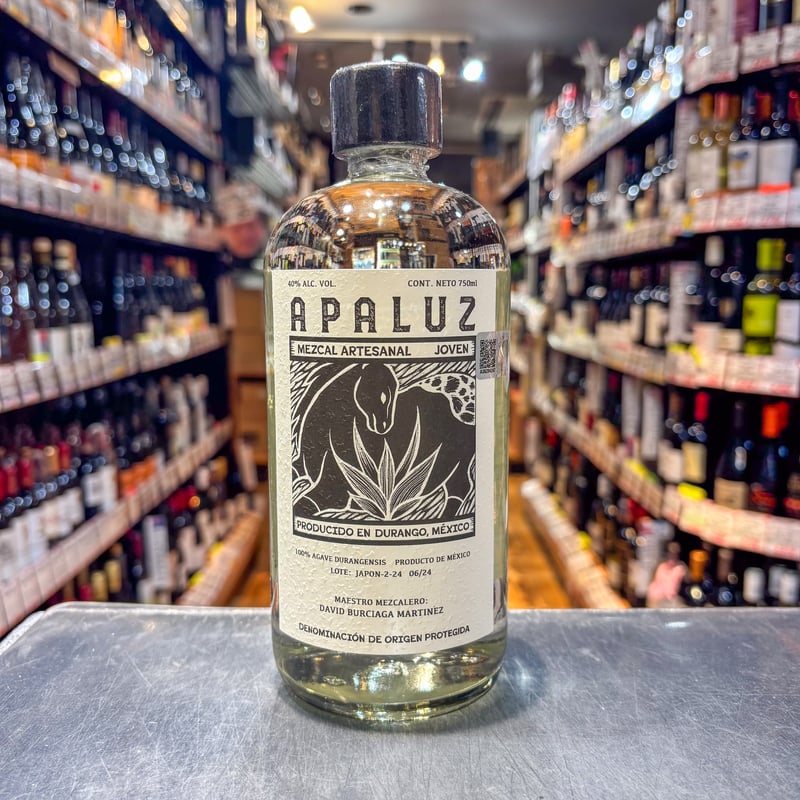 40% ALC. VOL. CONT. NETO 750ml
APALUZ
MEZCAL ARTESANAL JOVEN
PRODUCIDO EN DURANGO, MÉXICO
100% AGAVE DURANGENSIS PRODUCTO DE MÉXICO
LOTE: JAPON-2-24 06/24
MAESTRO MEZCALERO:
DAVID BURCIAGA MARTINEZ
DENOMINACIÓN DE ORIGEN PROTEGIDA